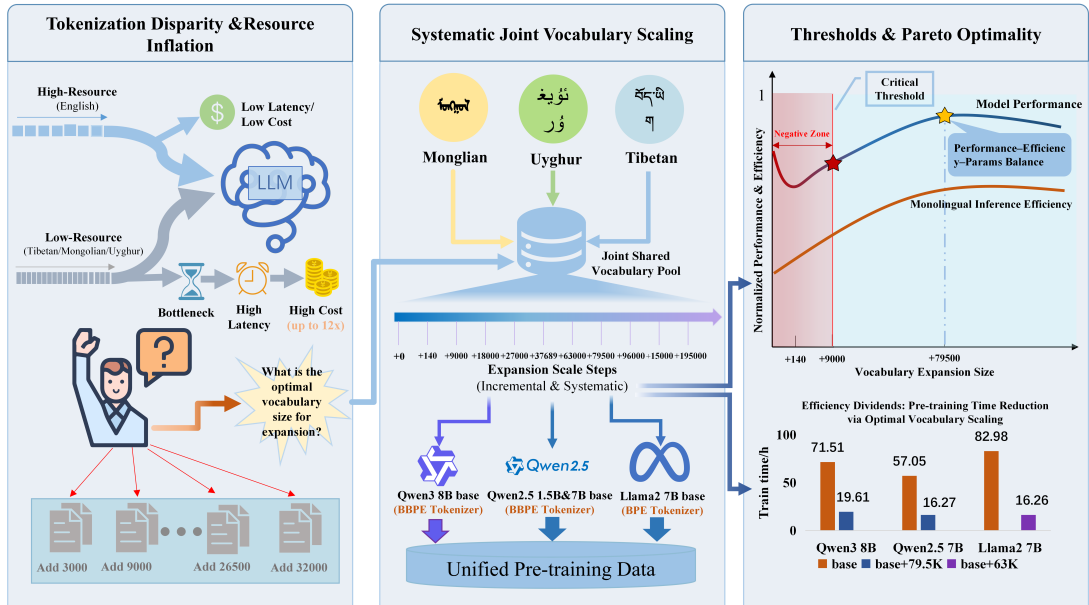 Tokenization Disparity &Resource
Inflation
High-Resource
(English)
Low Latency/
Low Cost
$
LLM
Low-Resource
(Tibetan/Mongolian/Uyghur)
Bottleneck
High
Latency
High Cost
(up to 12x)
?
What is the
optimal
vocabulary
size for
expansion?
Add 3000
Add 9000
Add 26500
Add 32000
Systematic Joint Vocabulary Scaling
ئۇيغ
ۇر
བོད་ཡི
ག
Monglian
Uyghur
Tibetan
Joint Shared
Vocabulary Pool
+0 +140 +9000 +18000 +27000 +37689 +63000 +79500 +96000 +15000 +195000
Expansion Scale Steps
(Incremental & Systematic)
Qwen2.5
Qwen3 8B base
(BBPE Tokenizer)
Qwen2.5 1.5B&7B base
(BBPE Tokenizer)
Llama2 7B base
(BPE Tokenizer)
Unified Pre-training Data
Thresholds & Pareto Optimality
Normalized Performance & Efficiency
1
Critical
Threshold
Model Performance
Negative Zone
Performance–Efficienc
y–Params Balance
Monolingual Inference Efficiency
+140
+9000
+79500
Vocabulary Expansion Size
Efficiency Dividends: Pre-training Time Reduction
via Optimal Vocabulary Scaling
Train time/h
100
50
0
71.51
19.61
57.05
16.27
82.98
16.26
Qwen3 8B
Qwen2.5 7B
Llama2 7B
base
base+79.5K
base+63K